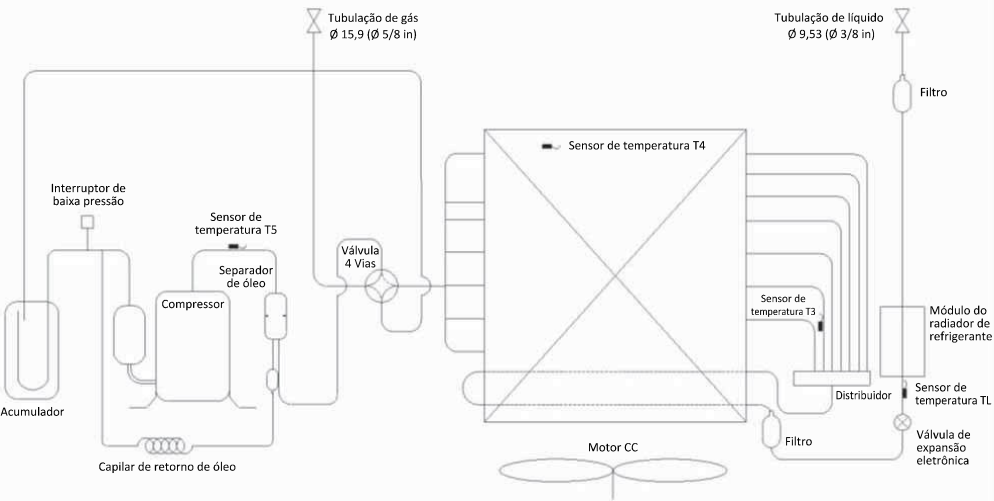 Tubulação de gás
Ø 15,9 (Ø 5/8 in)
Tubulação de líquido
Ø 9,53 (Ø 3/8 in)
Filtro
Sensor de temperatura T4
Interruptor de
baixa pressão
Sensor de
temperatura T5
Válvula
4 Vias
Separador
de óleo
Compressor
Sensor de
temperatura T3
Módulo do
radiador de
refrigerante
Acumulador
Distribuidor
Sensor de
temperatura TL
Filtro
Válvula de
expansão
eletrônica
Motor CC
Capilar de retorno de óleo